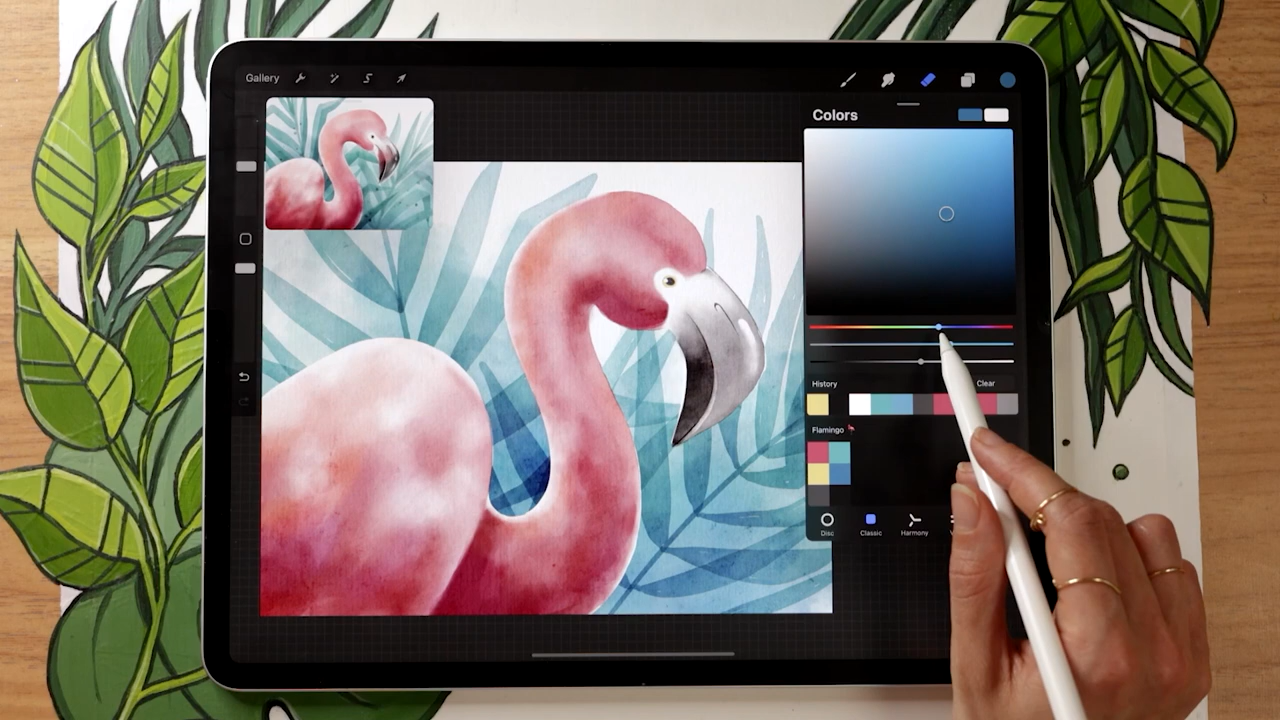 Gallery
Colors
History
Clear
Flamingo 🦩
Disc
Classic
Harmony